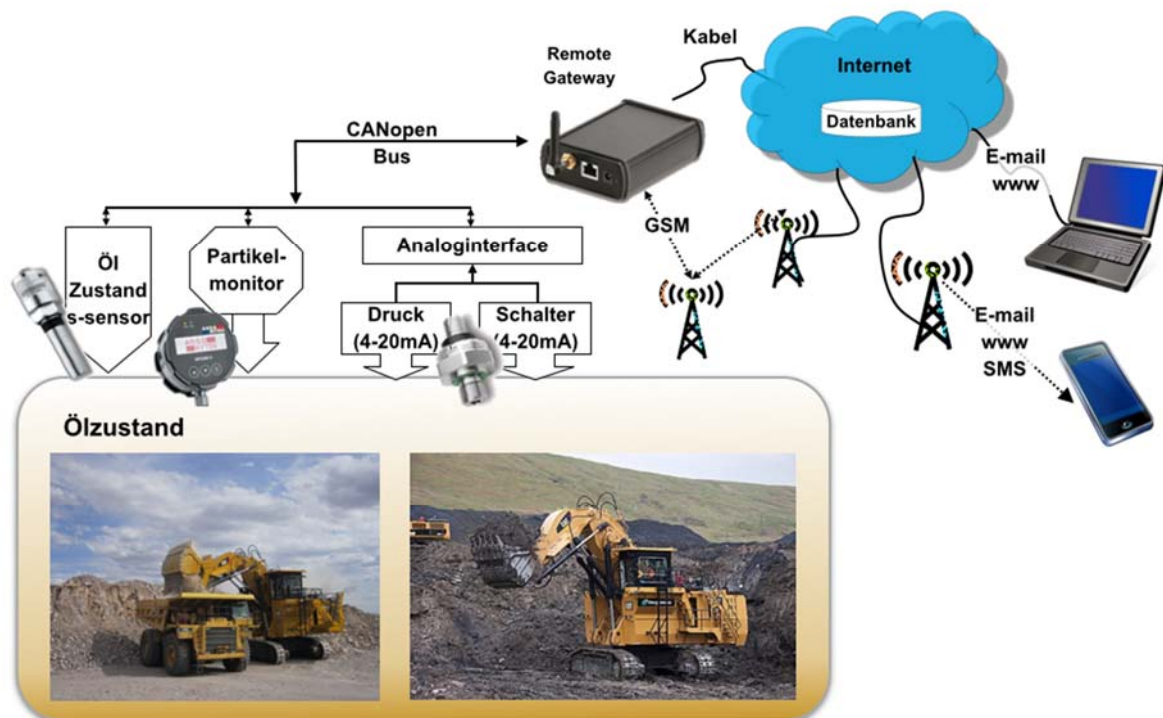 Kabel
Remote
Gateway
Internet
Datenbank
CANopen
Bus
E-mail
www
GSM
Öl
Zustand
s-sensor
Partikel-
monitor
Analoginterface
Druck
(4-20mA)
Schalter
(4-20mA)
E-mail
www
SMS
Ölzustand